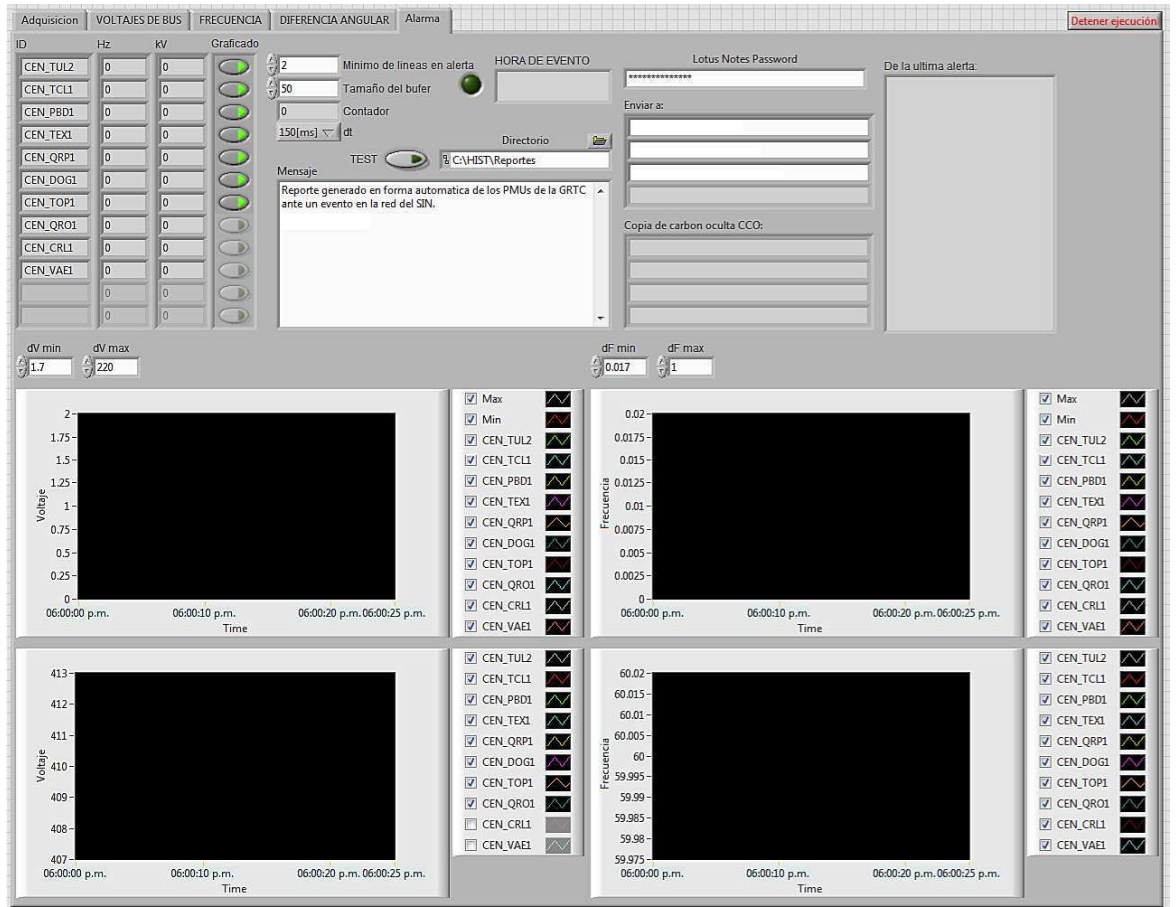 Adquisicion VOLTAJES DE BUS FRECUENCIA DIFERENCIA ANGULAR Alarma
Detener ejecución
ID Hz kV Graficado
CEN_TUL2 0 0
CEN_TCL1 0 0
CEN_PBD1 0 0
CEN_TEX1 0 0
CEN_QRP1 0 0
CEN_DOG1 0 0
CEN_TOP1 0 0
CEN_QRO1 0 0
CEN_CRL1 0 0
CEN_VAE1 0 0
0 0
0 0
2 Minimo de lineas en alerta
50 Tamaño del bufer
0 Contador
150[ms] dt
HORA DE EVENTO
TEST
Directorio
C:\HIST\Reportes
Mensaje
Reporte generado en forma automatica de los PMUs de la GRTC
ante un evento en la red del SIN.
Lotus Notes Password
**************
Enviar a:
Copia de carbon oculta CCO:
De la ultima alerta:
dV min dV max
1.7 220
dF min dF max
0.017 1
2
1.75
1.5
1.25
1
0.75
0.5
0.25
0
Voltaje
06:00:00 p.m. 06:00:10 p.m. 06:00:20 p.m. 06:00:25 p.m.
Time
Max
Min
CEN_TUL2
CEN_TCL1
CEN_PBD1
CEN_TEX1
CEN_QRP1
CEN_DOG1
CEN_TOP1
CEN_QRO1
CEN_CRL1
CEN_VAE1
0.02
0.0175
0.015
0.0125
0.01
0.0075
0.005
0.0025
0
Frecuencia
06:00:00 p.m. 06:00:10 p.m. 06:00:20 p.m. 06:00:25 p.m.
Time
Max
Min
CEN_TUL2
CEN_TCL1
CEN_PBD1
CEN_TEX1
CEN_QRP1
CEN_DOG1
CEN_TOP1
CEN_QRO1
CEN_CRL1
CEN_VAE1
413
412
411
410
409
408
407
Voltaje
06:00:00 p.m. 06:00:10 p.m. 06:00:20 p.m. 06:00:25 p.m.
Time
CEN_TUL2
CEN_TCL1
CEN_PBD1
CEN_TEX1
CEN_QRP1
CEN_DOG1
CEN_TOP1
CEN_QRO1
CEN_CRL1
CEN_VAE1
60.02
60.015
60.01
60.005
60
59.995
59.99
59.985
59.98
59.975
Frecuencia
06:00:00 p.m. 06:00:10 p.m. 06:00:20 p.m. 06:00:25 p.m.
Time
CEN_TUL2
CEN_TCL1
CEN_PBD1
CEN_TEX1
CEN_QRP1
CEN_DOG1
CEN_TOP1
CEN_QRO1
CEN_CRL1
CEN_VAE1